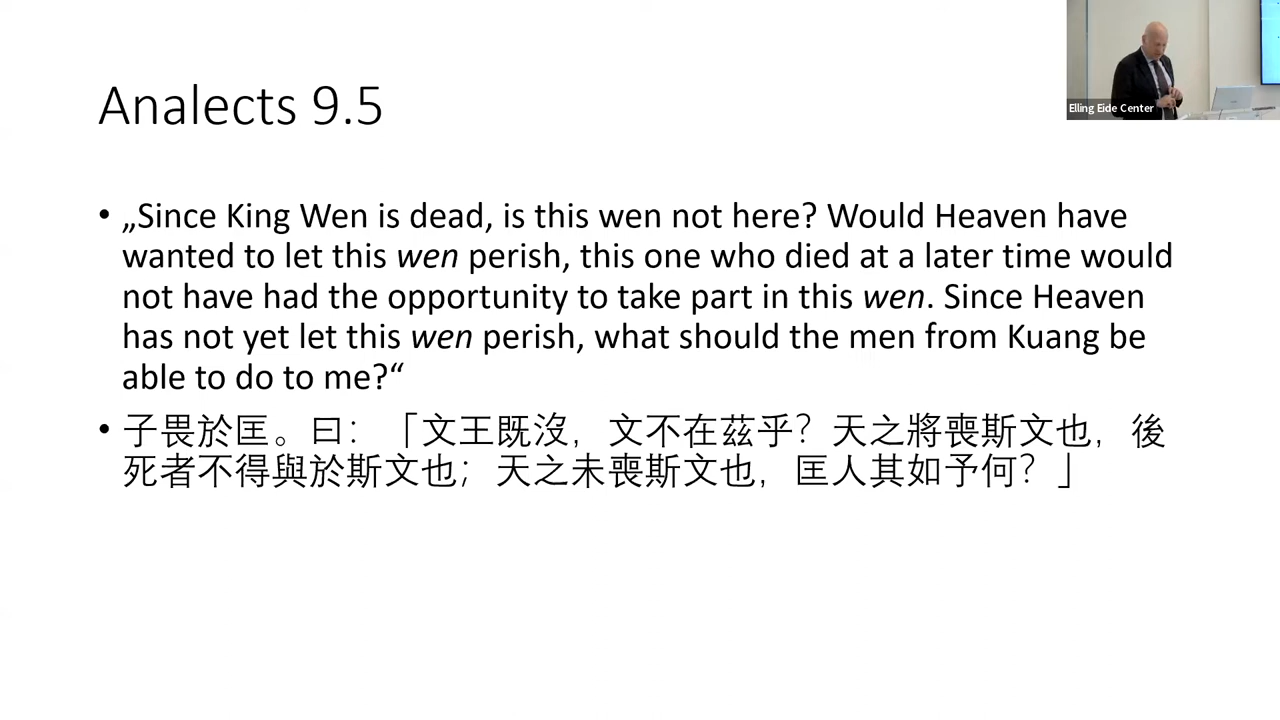 Analects 9.5
Elling Eide Center
• „Since King Wen is dead, is this wen not here? Would Heaven have
wanted to let this wen perish, this one who died at a later time would
not have had the opportunity to take part in this wen. Since Heaven
has not yet let this wen perish, what should the men from Kuang be
able to do to me?“
• 子畏於匡。曰：「文王既沒，文不在茲乎？天之將喪斯文也，後
死者不得與於斯文也；天之未喪斯文也，匡人其如予何？」